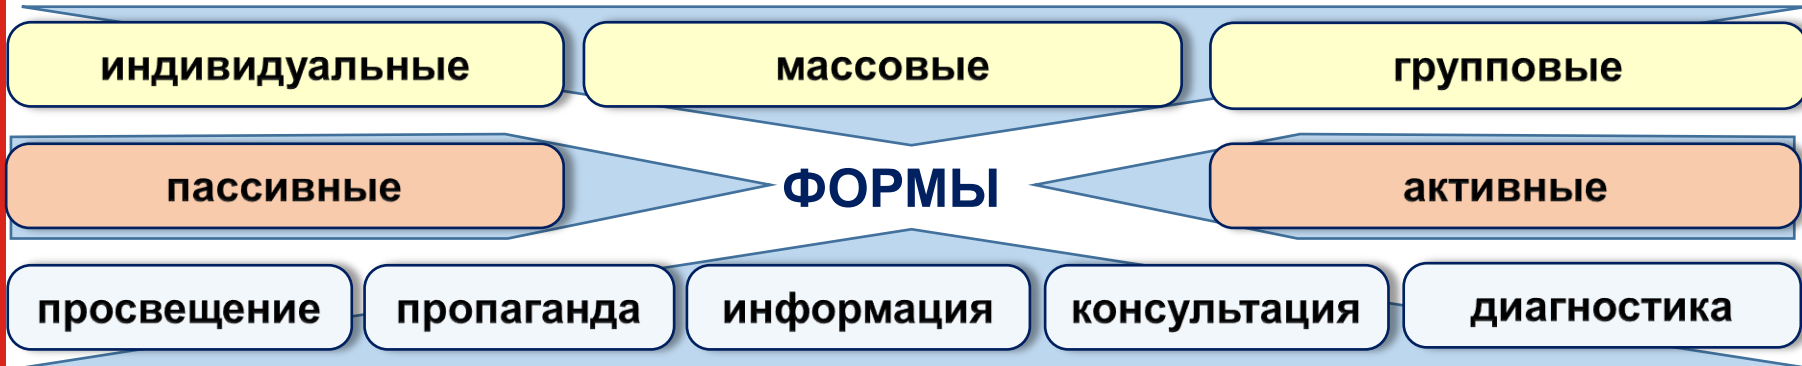 индивидуальные
массовые
групповые
пассивные
ФОРМЫ
активные
просвещение
пропаганда
информация
консультация
диагностика